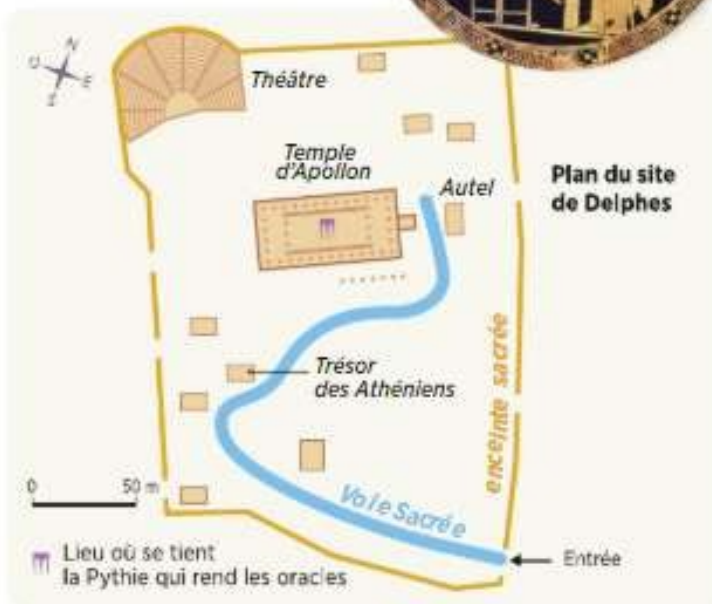 N
O
E
S
Théâtre
Temple
d'Apollon
Autel
Plan du site
de Delphes
enceinte sacrée
Trésor
des Athéniens
0 50 m
Voie Sacrée
Entrée
Lieu où se tient
la Pythie qui rend les oracles